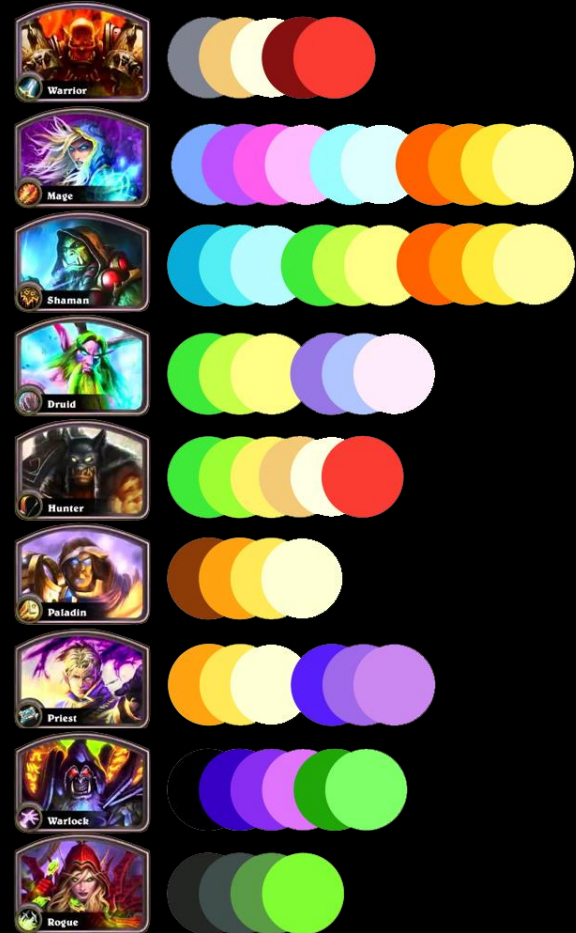 Warrior
Mage
Shaman
Druid
Hunter
Paladin
Priest
Warlock
Rogue